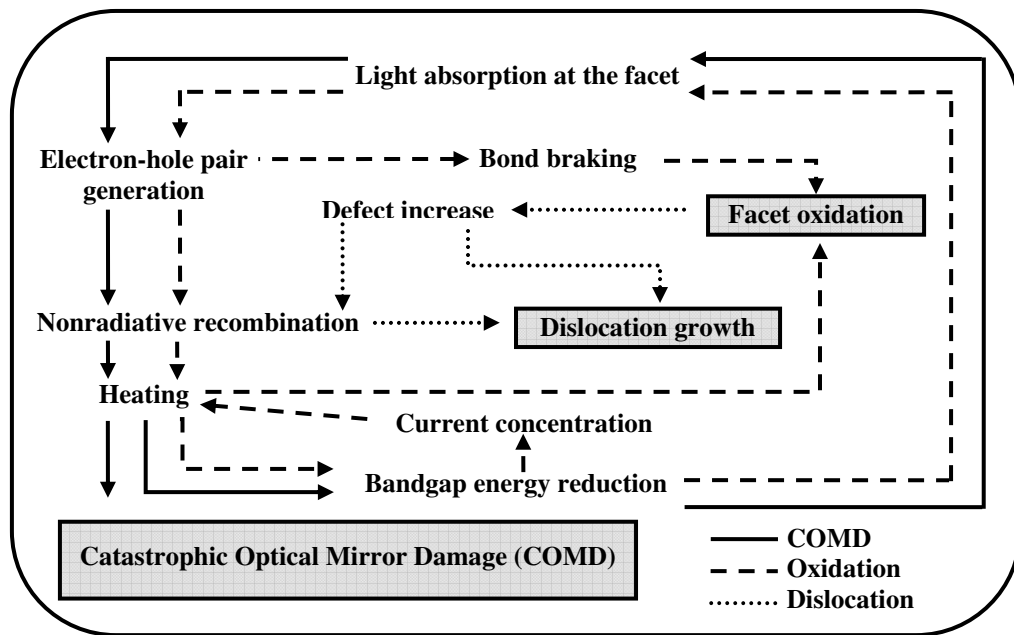 Light absorption at the facet
Electron-hole pair
generation
Bond braking
Defect increase
Facet oxidation
Nonradiative recombination
Dislocation growth
Heating
Current concentration
Bandgap energy reduction
Catastrophic Optical Mirror Damage (COMD)
COMD
Oxidation
Dislocation